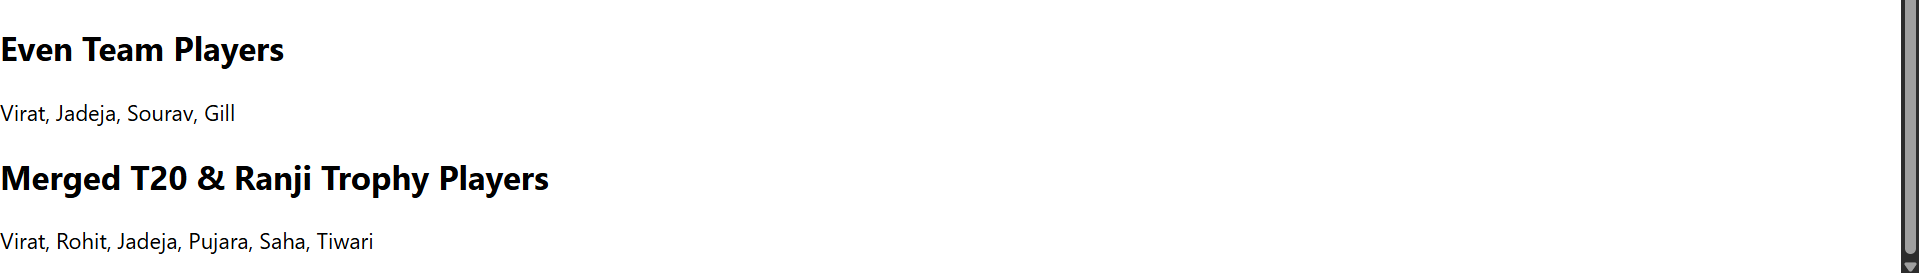 Even Team Players
Virat, Jadeja, Sourav, Gill
Merged T20 & Ranji Trophy Players
Virat, Rohit, Jadeja, Pujara, Saha, Tiwari